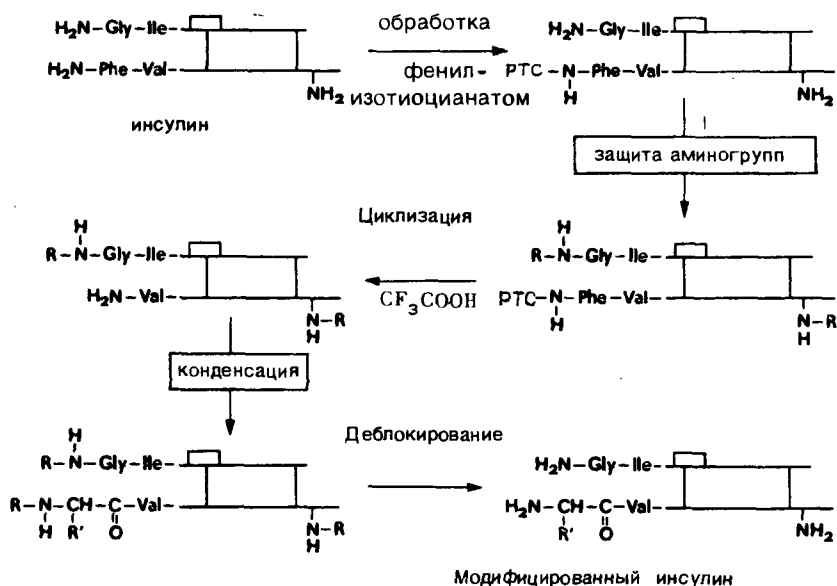 H₂N-Gly-Ile-
H₂N-Phe-Val-
NH₂
инсулин
обработка
фенил-
изотиоцианатом
H₂N-Gly-Ile-
PTC-N-Phe-Val-
H
NH₂
защита аминогрупп
H
R-N-Gly-Ile-
PTC-N-Phe-Val-
H
N-R
H
Циклизация
CF₃COOH
H
R-N-Gly-Ile-
H₂N-Val-
N-R
H
конденсация
H
R-N-Gly-Ile-
R-N-CH-C-Val-
H R' O
N-R
H
Деблокирование
H₂N-Gly-Ile-
H₂N-CH-C-Val-
R' O
NH₂
Модифицированный инсулин